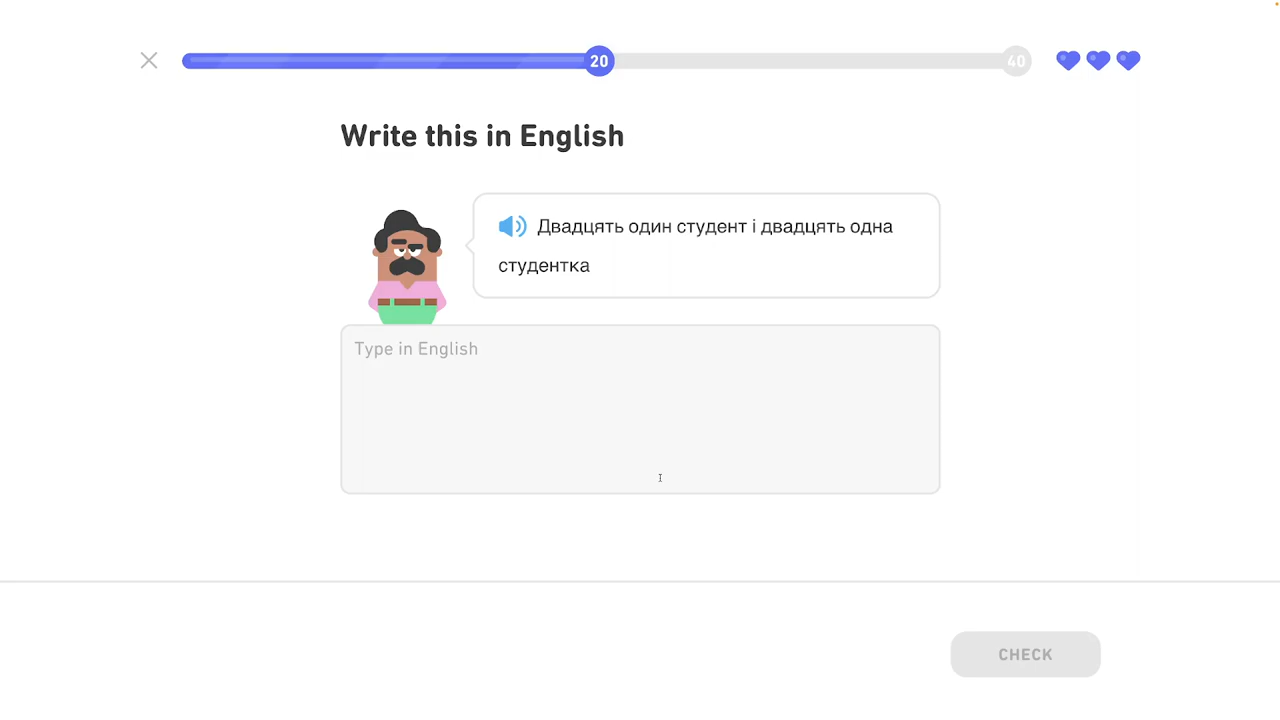 20
40
Write this in English
Двадцять один студент і двадцять одна
студентка
Type in English
CHECK